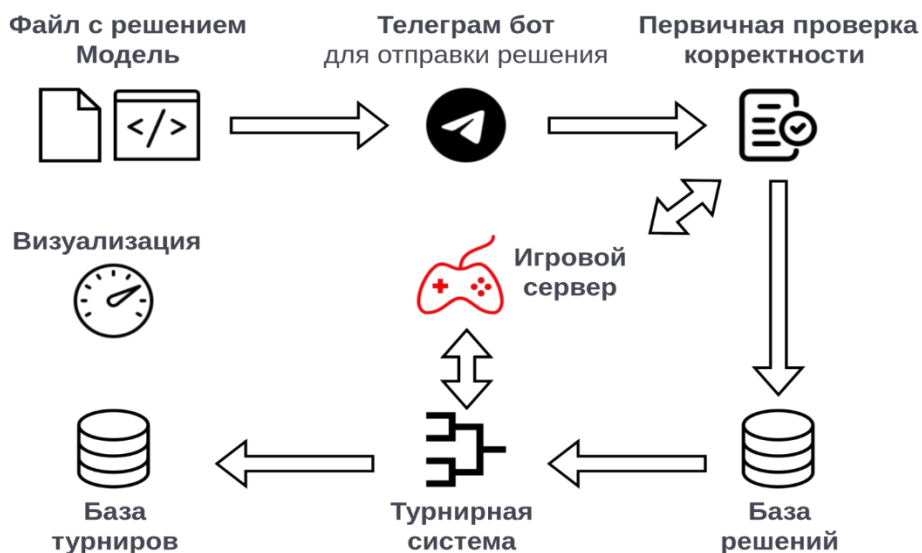 Файл с решением
Модель
Телеграм бот
для отправки решения
Первичная проверка
корректности
</>
Визуализация
Игровой
сервер
База
турниров
Турнирная
система
База
решений